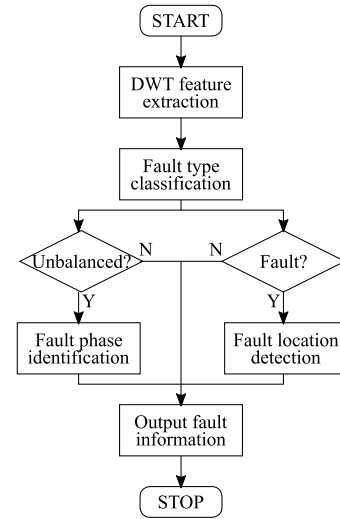 START
DWT feature
extraction
Fault type
classification
Unbalanced?
N
N
Fault?
Y
Y
Fault phase
identification
Fault location
detection
Output fault
information
STOP